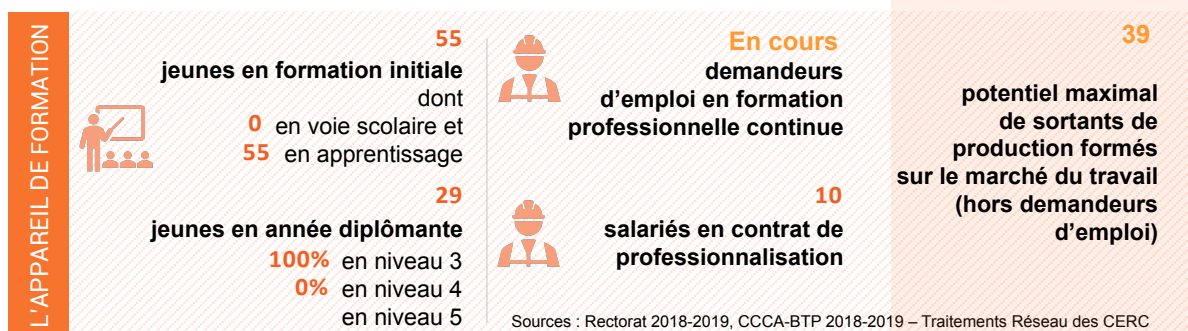 L'APPAREIL DE FORMATION
55
jeunes en formation initiale
dont
0 en voie scolaire et
55 en apprentissage
29
jeunes en année diplômante
100% en niveau 3
0% en niveau 4
en niveau 5
En cours
demandeurs
d'emploi en formation
professionnelle continue
10
salariés en contrat de
professionnalisation
39
potentiel maximal
de sortants de
production formés
sur le marché du travail
(hors demandeurs
d'emploi)
Sources : Rectorat 2018-2019, CCCA-BTP 2018-2019 – Traitements Réseau des CERC